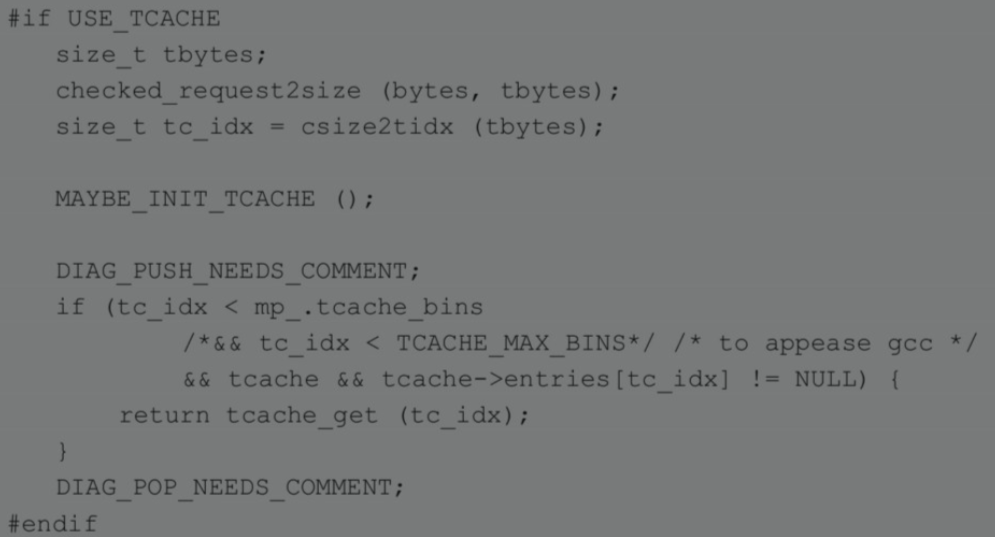 #if USE_TCACHE
size_t tbytes;
checked_request2size (bytes, tbytes);
size_t tc_idx = csize2tidx (tbytes);
MAYBE_INIT_TCACHE ();
DIAG_PUSH_NEEDS_COMMENT;
if (tc_idx < mp_.tcache_bins
/*&& tc_idx < TCACHE_MAX_BINS*/ /* to appease gcc */
&& tcache && tcache->entries[tc_idx] != NULL) {
return tcache_get (tc_idx);
}
DIAG_POP_NEEDS_COMMENT;
#endif